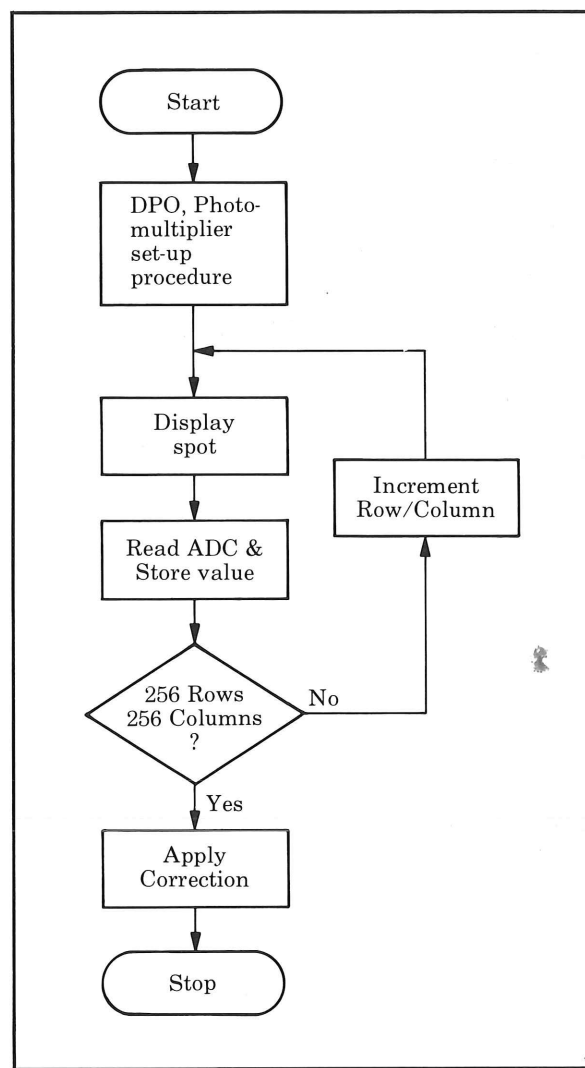 Start
DPO, Photo-
multiplier
set-up
procedure
Display
spot
Increment
Row/Column
Read ADC &
Store value
256 Rows
256 Columns
?
No
Yes
Apply
Correction
Stop